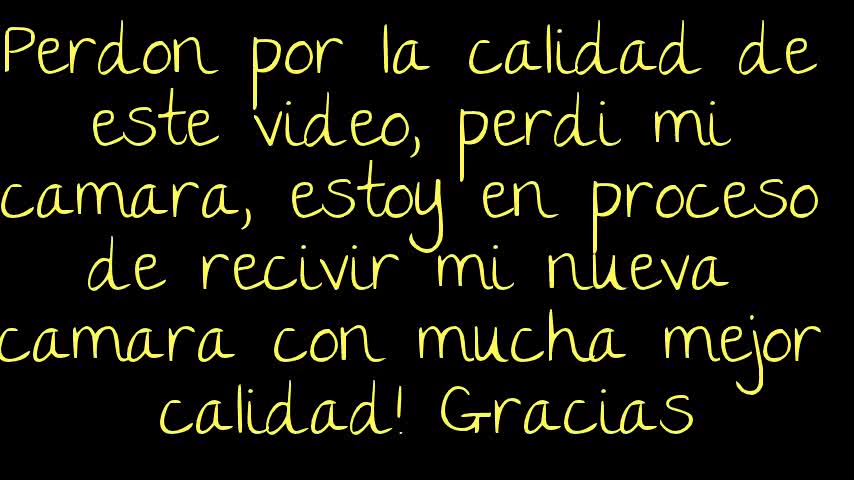 Perdon por la calidad de
este video, perdi mi
camara, estoy en proceso
de recivir mi nueva
camara con mucha mejor
calidad! Gracias